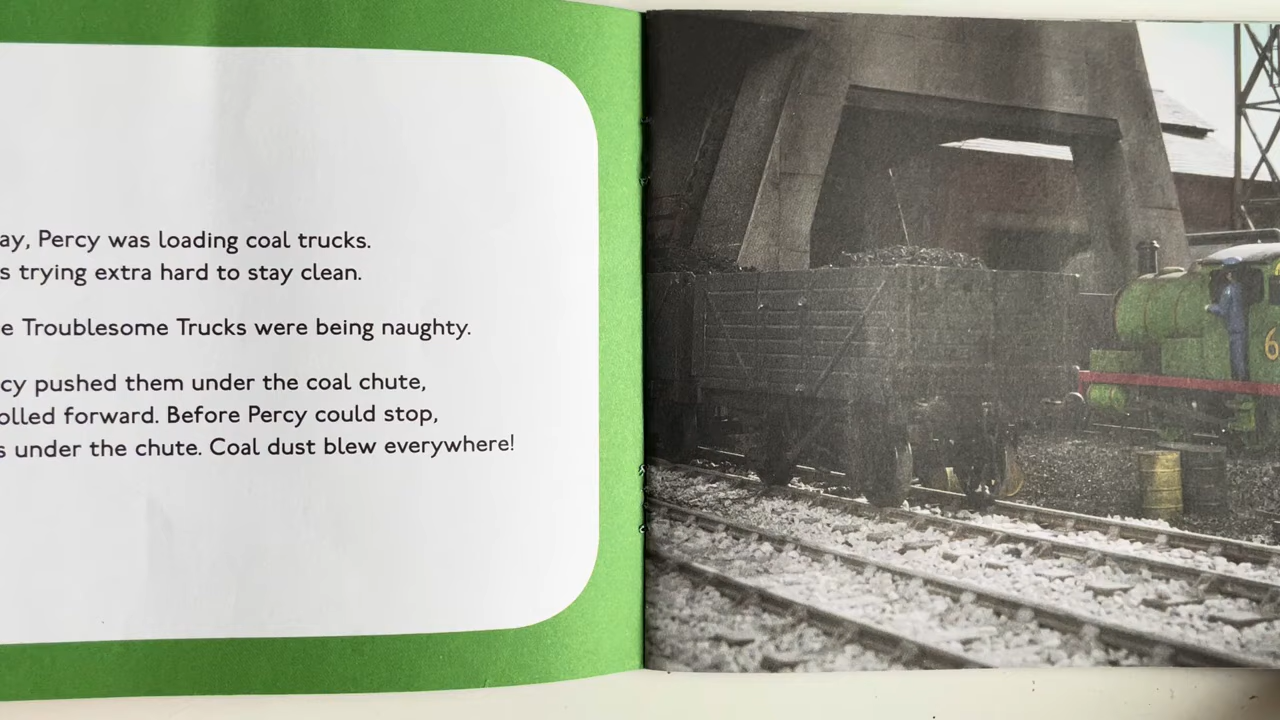 ay, Percy was loading coal trucks.
s trying extra hard to stay clean.
e Troublesome Trucks were being naughty.
cy pushed them under the coal chute,
olled forward. Before Percy could stop,
s under the chute. Coal dust blew everywhere!
6